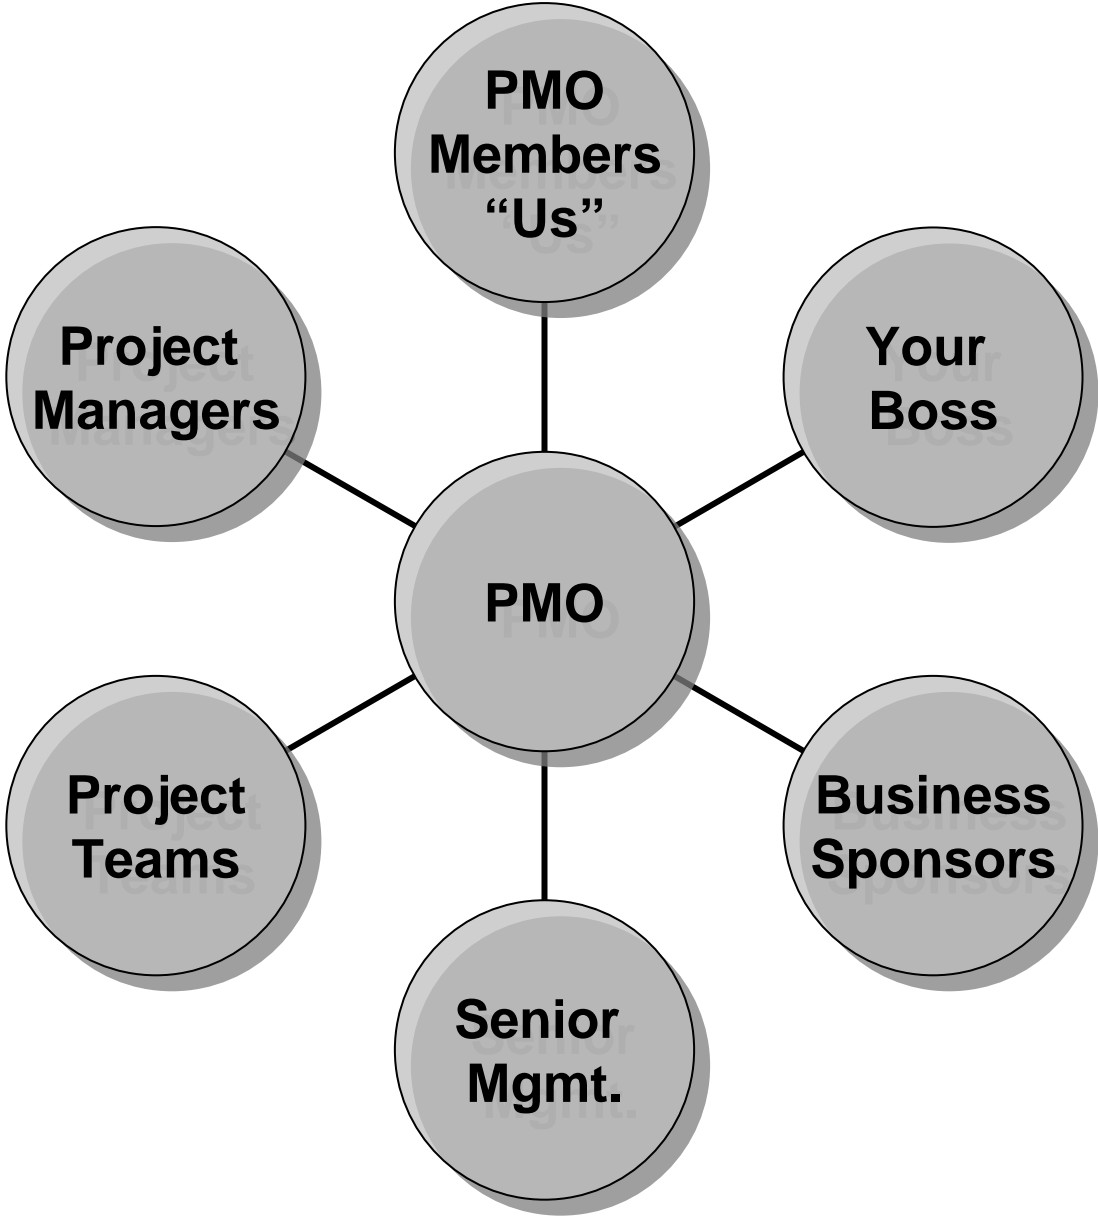 PMO
Members
“Us”
Project
Managers
Your
Boss
PMO
Project
Teams
Business
Sponsors
Senior
Mgmt.